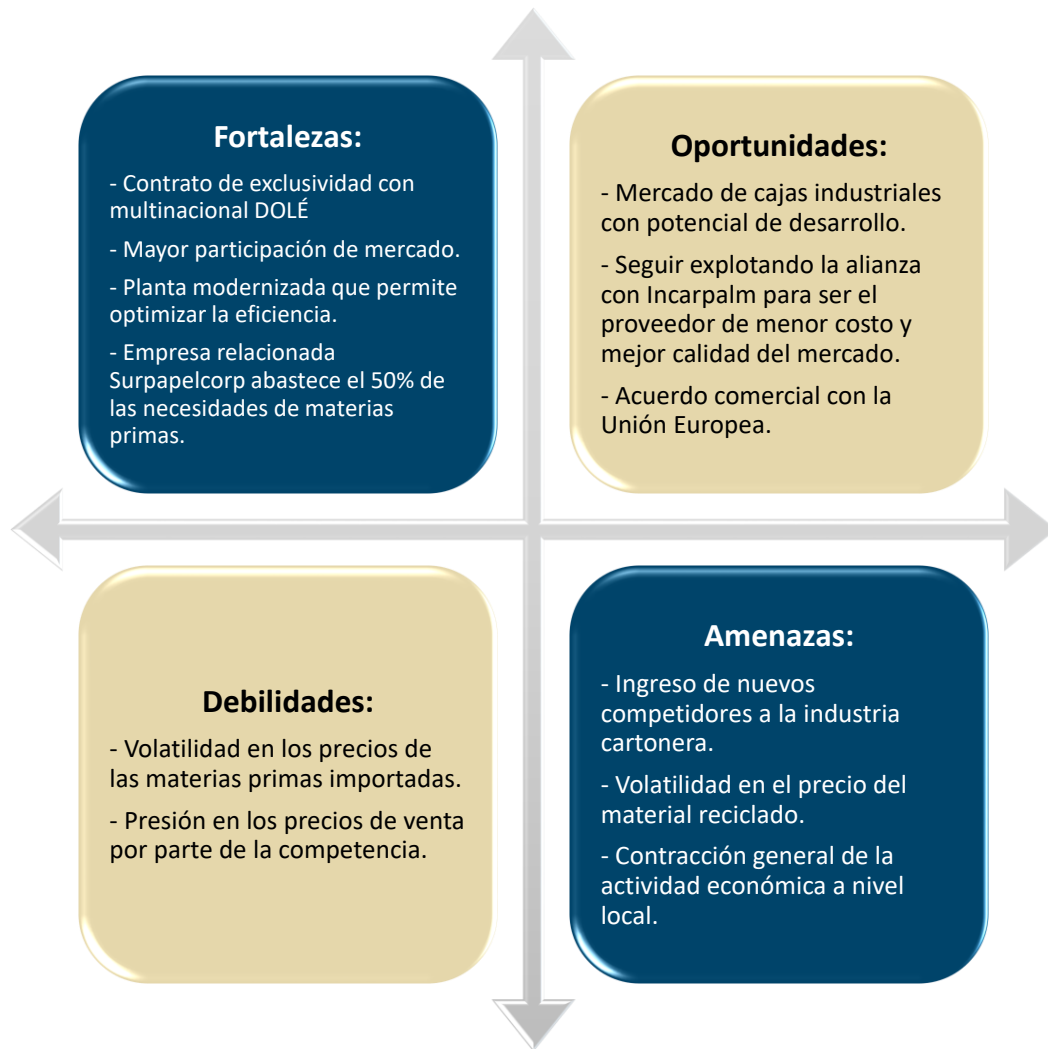 Fortalezas:
- Contrato de exclusividad con
multinacional DOLÉ
- Mayor participación de mercado.
- Planta modernizada que permite
optimizar la eficiencia.
- Empresa relacionada
Surpapelcorp abastece el 50% de
las necesidades de materias
primas.
Oportunidades:
- Mercado de cajas industriales
con potencial de desarrollo.
- Seguir explotando la alianza
con Incarpalm para ser el
proveedor de menor costo y
mejor calidad del mercado.
- Acuerdo comercial con la
Unión Europea.
Debilidades:
- Volatilidad en los precios de
las materias primas importadas.
- Presión en los precios de venta
por parte de la competencia.
Amenazas:
- Ingreso de nuevos
competidores a la industria
cartonera.
- Volatilidad en el precio del
material reciclado.
- Contracción general de la
actividad económica a nivel
local.